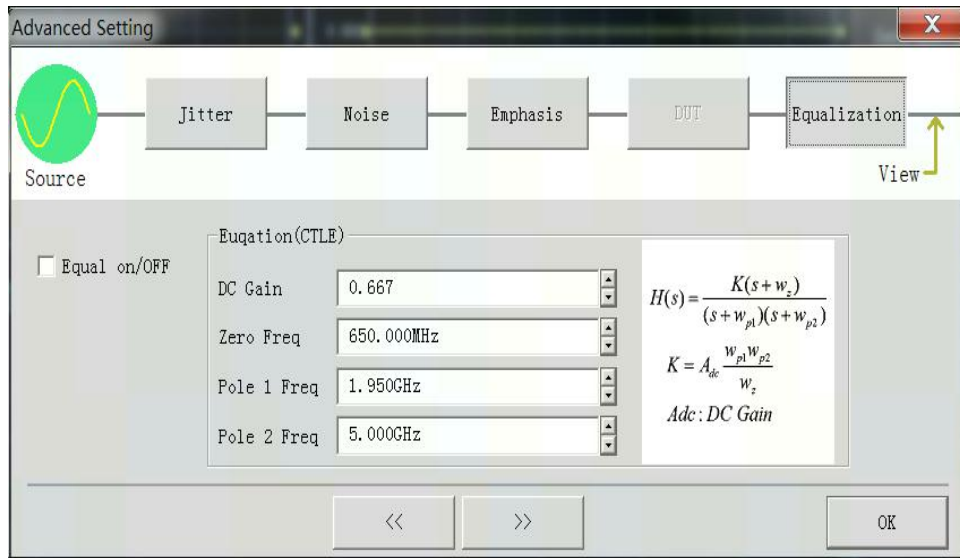 Advanced Setting
X
Jitter
Noise
Emphasis
DUT
Equalization
Source
View
Equal on/OFF
Euqation(CTLE)
DC Gain
0.667
Zero Freq
650.000MHz
Pole 1 Freq
1.950GHz
Pole 2 Freq
5.000GHz
H(s) = K(s + w_z) / (s + w_p1)(s + w_p2)
K = A_dc w_p1 w_p2 / w_z
Adc : DC Gain
<<
>>
OK